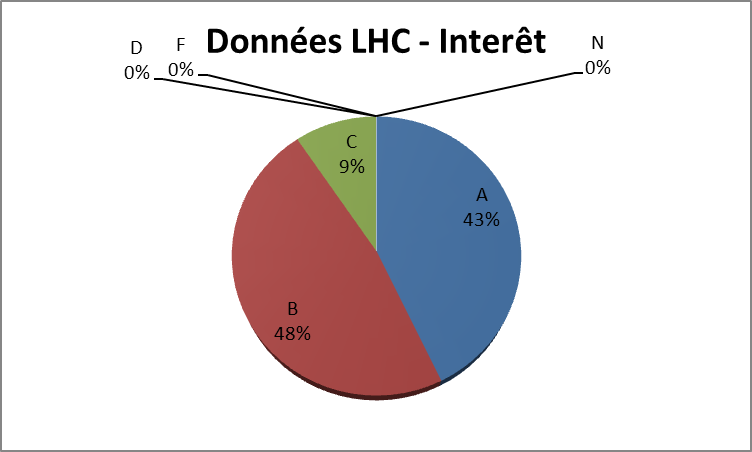 Données LHC - Interêt
D
0%
F
0%
N
0%
C
9%
A
43%
B
48%